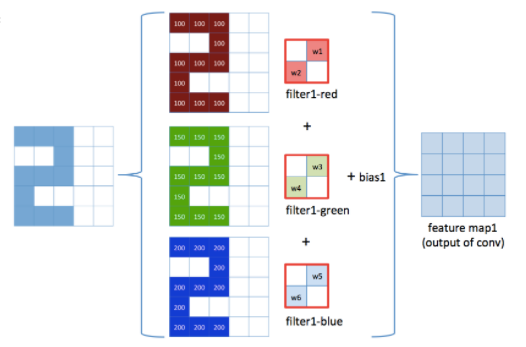 100 100 100
100
100 100 100
100
100 100 100
w1
w2
filter1-red
+
150 150 150
150
150 150 150
150
150 150 150
w3
w4
+ bias1
filter1-green
+
200 200 200
200
200 200 200
200
200 200 200
w5
w6
filter1-blue
feature map1
(output of conv)